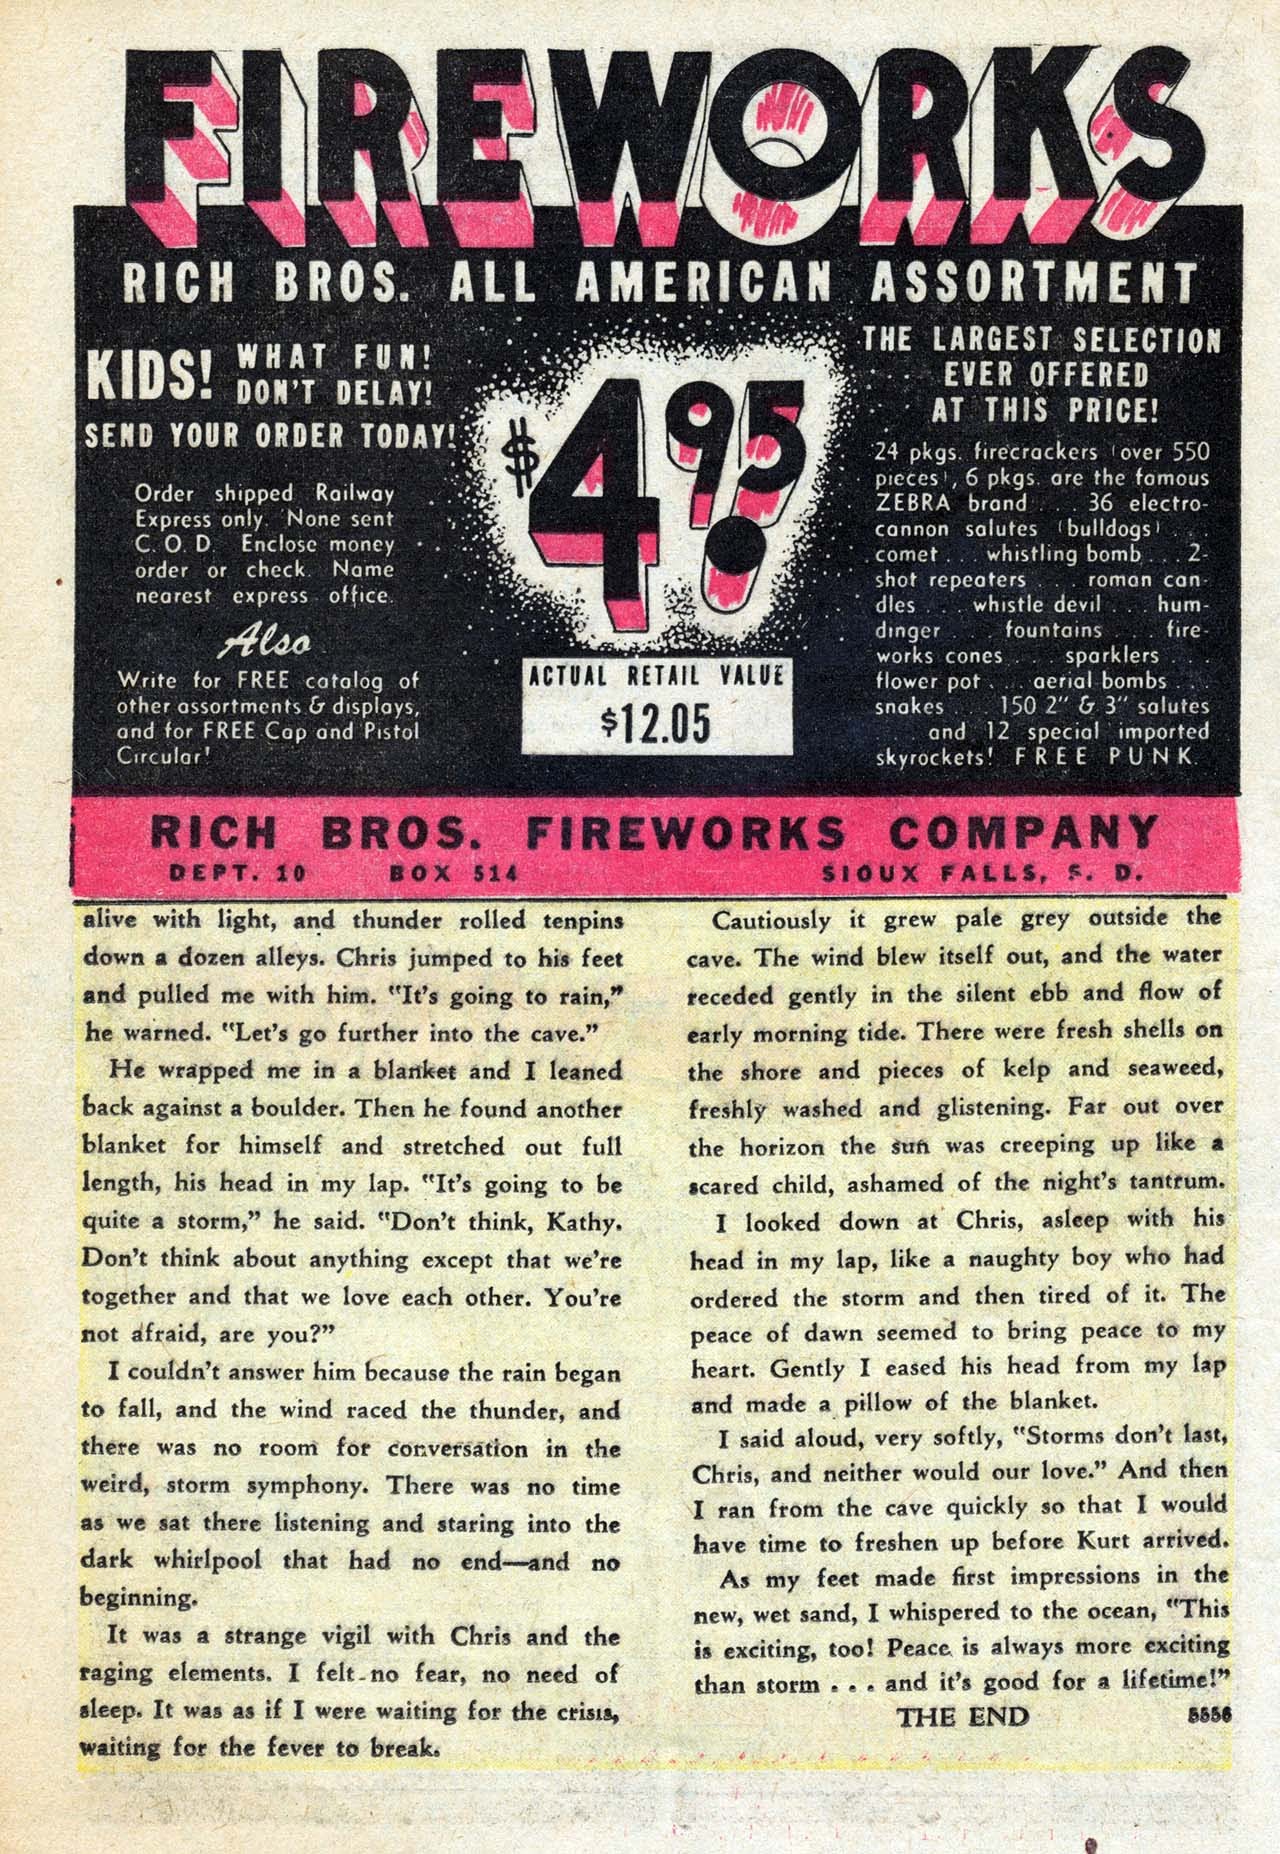 FIREWORKS
RICH BROS. ALL AMERICAN ASSORTMENT
KIDS! WHAT FUN!
DON'T DELAY!
SEND YOUR ORDER TODAY!
Order shipped Railway
Express only. None sent
C. O. D. Enclose money
order or check. Name
nearest express office.
Also
Write for FREE catalog of
other assortments & displays,
and for FREE Cap and Pistol
Circular!
$4.95
ACTUAL RETAIL VALUE
$12.05
THE LARGEST SELECTION
EVER OFFERED
AT THIS PRICE!
24 pkgs. firecrackers (over 550
pieces), 6 pkgs. are the famous
ZEBRA brand . . . 36 electro-
cannon salutes (bulldogs) . . .
comet . . . whistling bomb . . . 2-
shot repeaters . . . roman can-
dles . . . whistle devil . . . hum-
dinger . . . fountains . . . fire-
works cones . . . sparklers . . .
flower pot . . . aerial bombs . . .
snakes . . . 150 2" & 3" salutes
. . . and 12 special imported
skyrockets! FREE PUNK.
RICH BROS. FIREWORKS COMPANY
DEPT. 10 BOX 514 SIOUX FALLS, S. D.
alive with light, and thunder rolled tenpins
down a dozen alleys. Chris jumped to his feet
and pulled me with him. "It's going to rain,"
he warned. "Let's go further into the cave."
He wrapped me in a blanket and I leaned
back against a boulder. Then he found another
blanket for himself and stretched out full
length, his head in my lap. "It's going to be
quite a storm," he said. "Don't think, Kathy.
Don't think about anything except that we're
together and that we love each other. You're
not afraid, are you?"
I couldn't answer him because the rain began
to fall, and the wind raced the thunder, and
there was no room for conversation in the
weird, storm symphony. There was no time
as we sat there listening and staring into the
dark whirlpool that had no end—and no
beginning.
It was a strange vigil with Chris and the
raging elements. I felt no fear, no need of
sleep. It was as if I were waiting for the crisis,
waiting for the fever to break.
Cautiously it grew pale grey outside the
cave. The wind blew itself out, and the water
receded gently in the silent ebb and flow of
early morning tide. There were fresh shells on
the shore and pieces of kelp and seaweed,
freshly washed and glistening. Far out over
the horizon the sun was creeping up like a
scared child, ashamed of the night's tantrum.
I looked down at Chris, asleep with his
head in my lap, like a naughty boy who had
ordered the storm and then tired of it. The
peace of dawn seemed to bring peace to my
heart. Gently I eased his head from my lap
and made a pillow of the blanket.
I said aloud, very softly, "Storms don't last,
Chris, and neither would our love." And then
I ran from the cave quickly so that I would
have time to freshen up before Kurt arrived.
As my feet made first impressions in the
new, wet sand, I whispered to the ocean, "This
is exciting, too! Peace is always more exciting
than storm . . . and it's good for a lifetime!"
THE END 5556